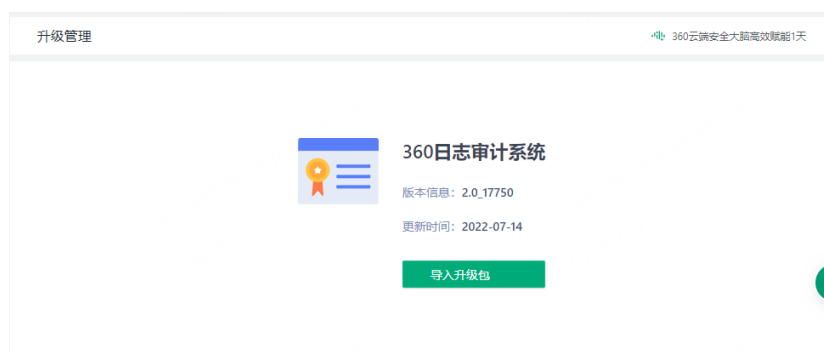 升级管理
360云端安全大脑高效赋能1天
360日志审计系统
版本信息：2.0_17750
更新时间：2022-07-14
导入升级包